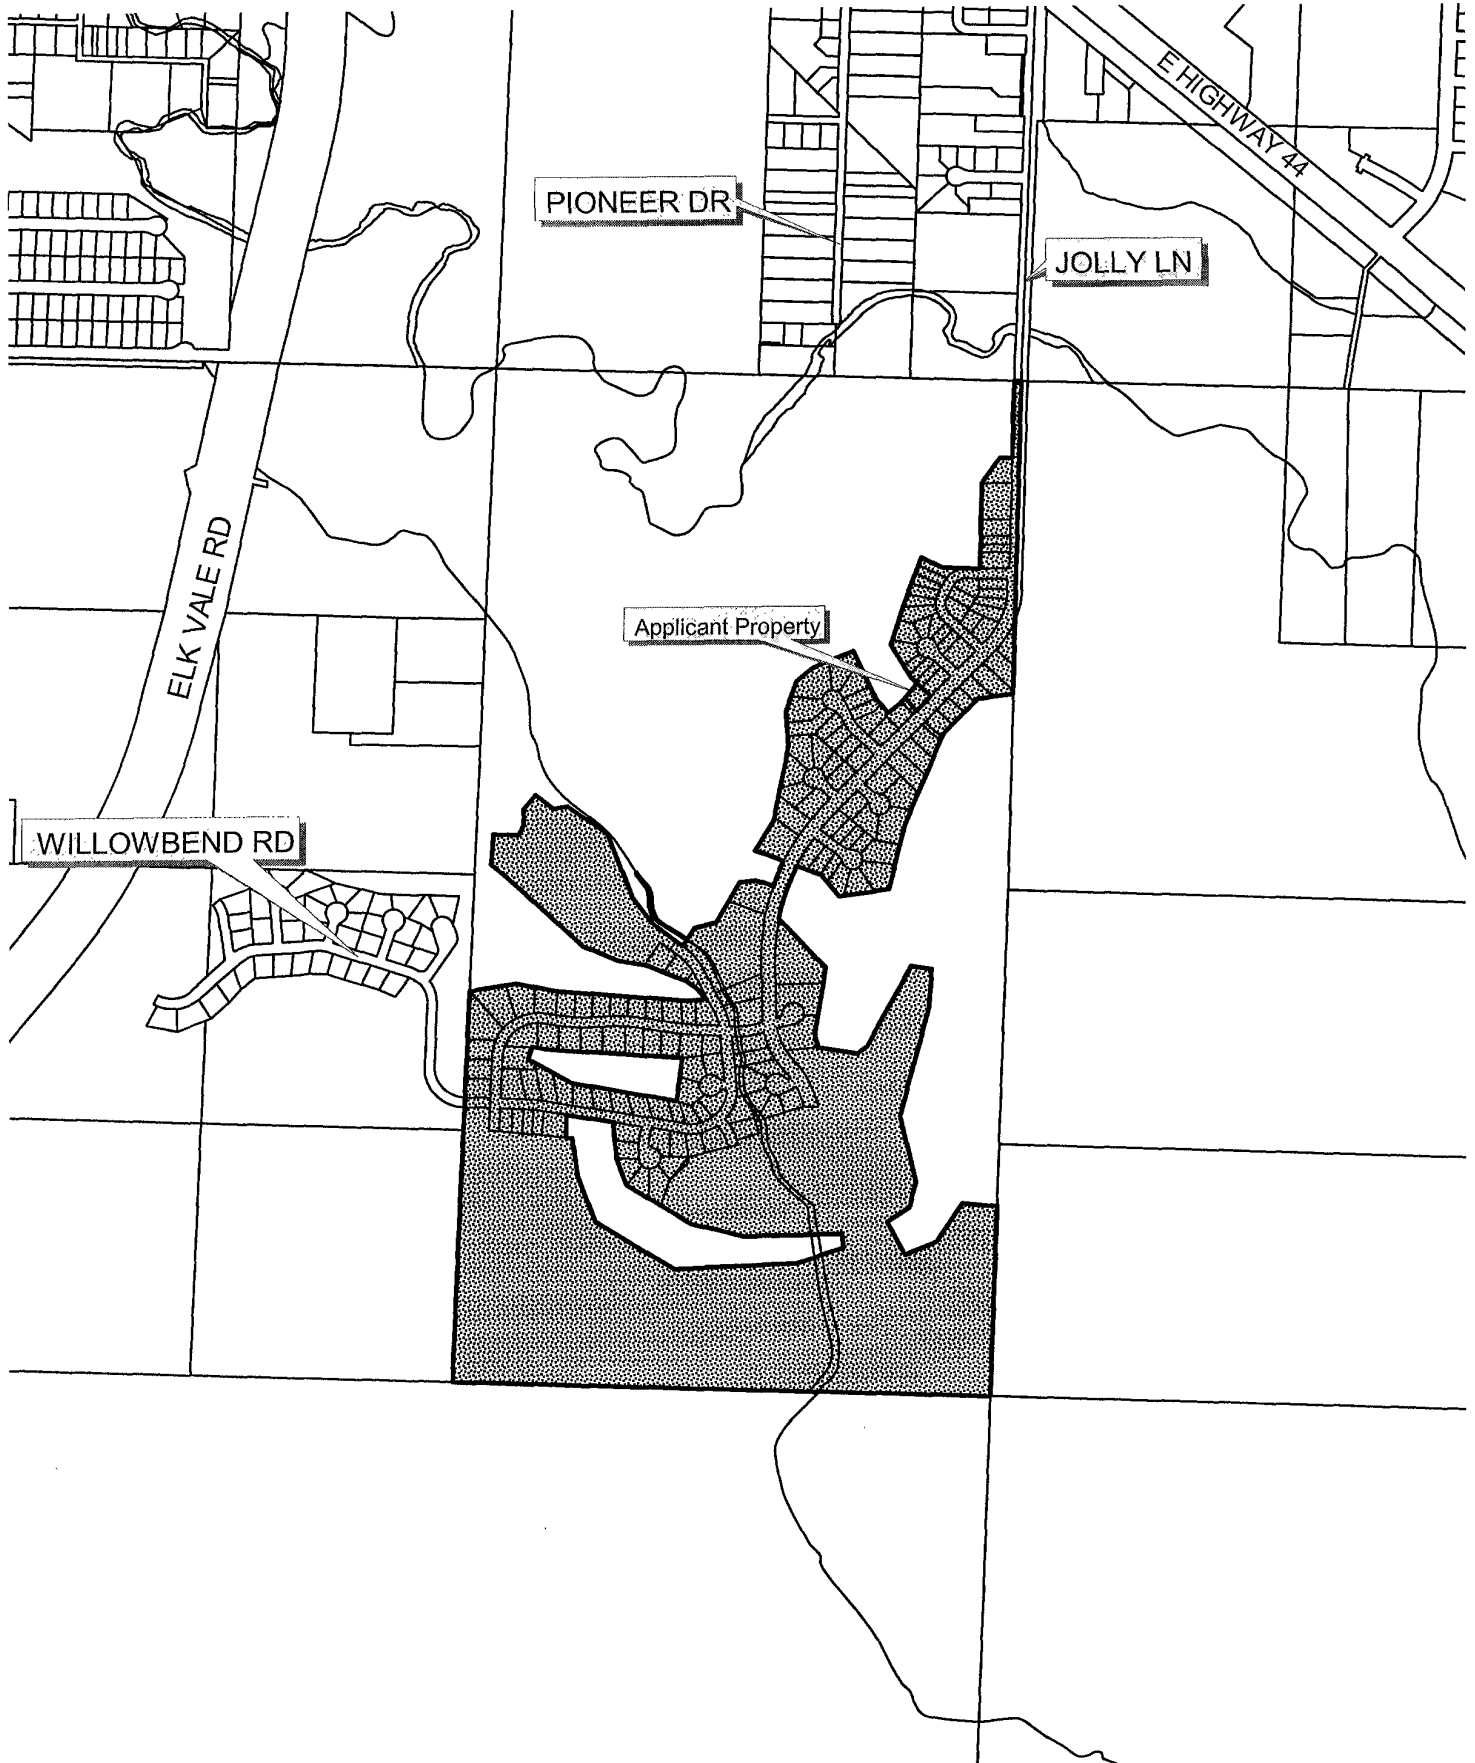 E HIGHWAY 44
PIONEER DR
JOLLY LN
ELK VALE RD
Applicant Property
WILLOWBEND RD